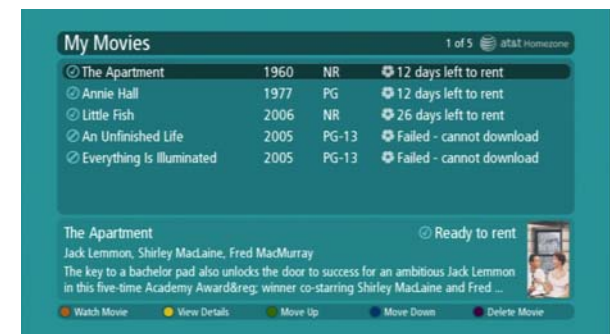 My Movies 1 of 5 at&t Homezone
The Apartment 1960 NR 12 days left to rent
Annie Hall 1977 PG 12 days left to rent
Little Fish 2006 NR 26 days left to rent
An Unfinished Life 2005 PG-13 Failed - cannot download
Everything Is Illuminated 2005 PG-13 Failed - cannot download
The Apartment Ready to rent
Jack Lemmon, Shirley MacLaine, Fred MacMurray
The key to a bachelor pad also unlocks the door to success for an ambitious Jack Lemmon
in this five-time Academy Award&reg; winner co-starring Shirley MacLaine and Fred ...
Watch Movie View Details Move Up Move Down Delete Movie